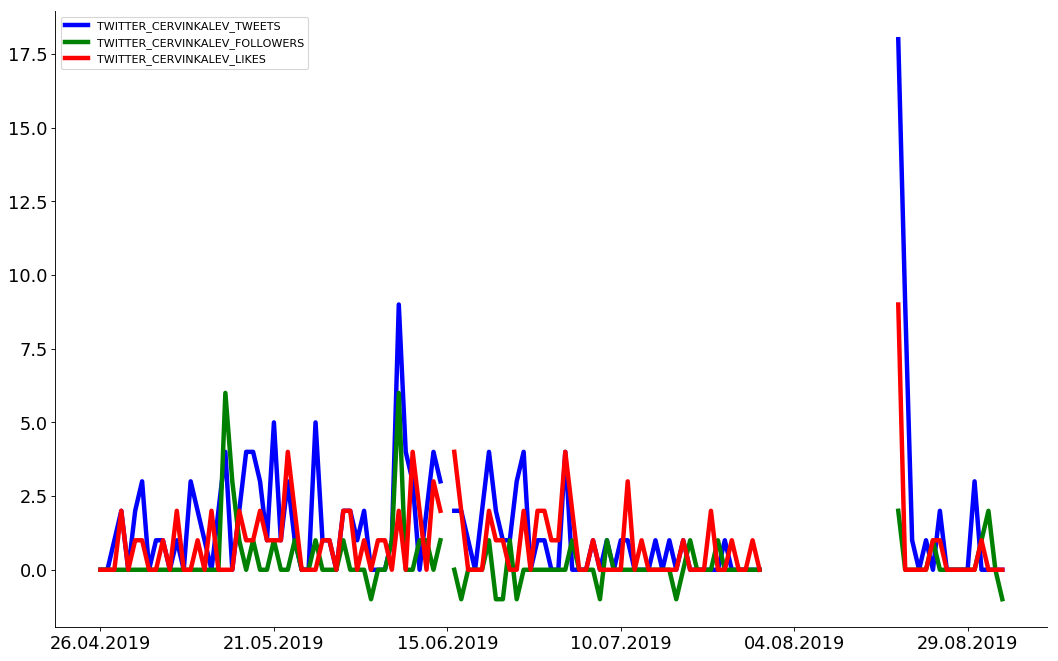 TWITTER_CERVINKALEV_TWEETS
TWITTER_CERVINKALEV_FOLLOWERS
TWITTER_CERVINKALEV_LIKES
17.5
15.0
12.5
10.0
7.5
5.0
2.5
0.0
26.04.2019 21.05.2019 15.06.2019 10.07.2019 04.08.2019 29.08.2019